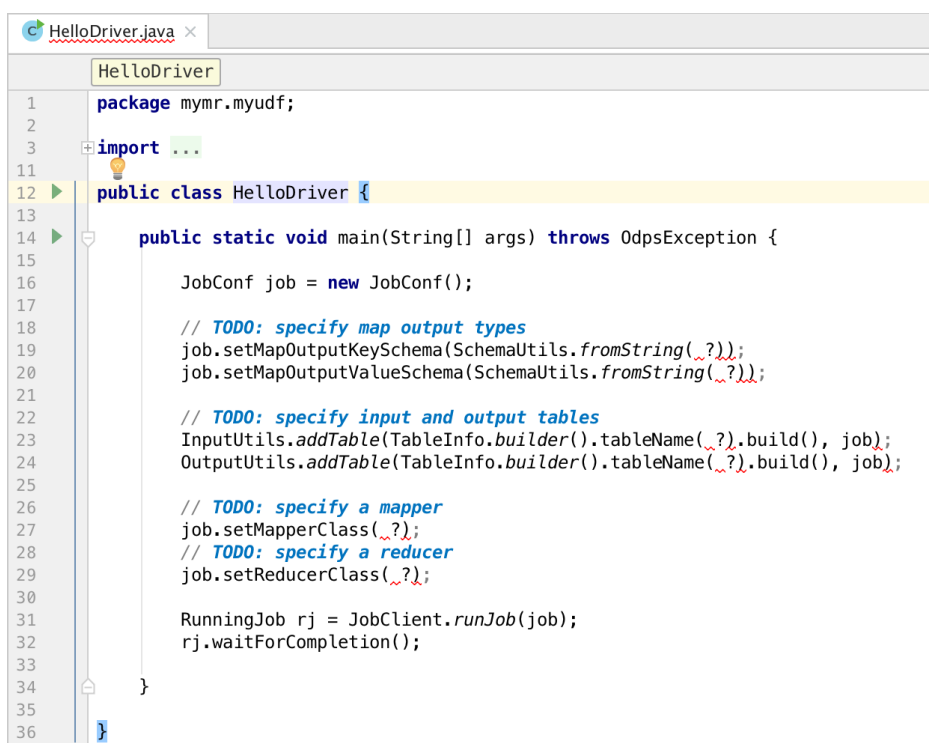 C HelloDriver.java ×
HelloDriver
1 package mymr.myudf;
2
3 import ...
11
12 public class HelloDriver {
13
14 public static void main(String[] args) throws OdpsException {
15
16 JobConf job = new JobConf();
17
18 // TODO: specify map output types
19 job.setMapOutputKeySchema(SchemaUtils.fromString( ?));
20 job.setMapOutputValueSchema(SchemaUtils.fromString( ?));
21
22 // TODO: specify input and output tables
23 InputUtils.addTable(TableInfo.builder().tableName( ?).build(), job);
24 OutputUtils.addTable(TableInfo.builder().tableName( ?).build(), job);
25
26 // TODO: specify a mapper
27 job.setMapperClass( ?);
28 // TODO: specify a reducer
29 job.setReducerClass( ?);
30
31 RunningJob rj = JobClient.runJob(job);
32 rj.waitForCompletion();
33
34 }
35
36 }